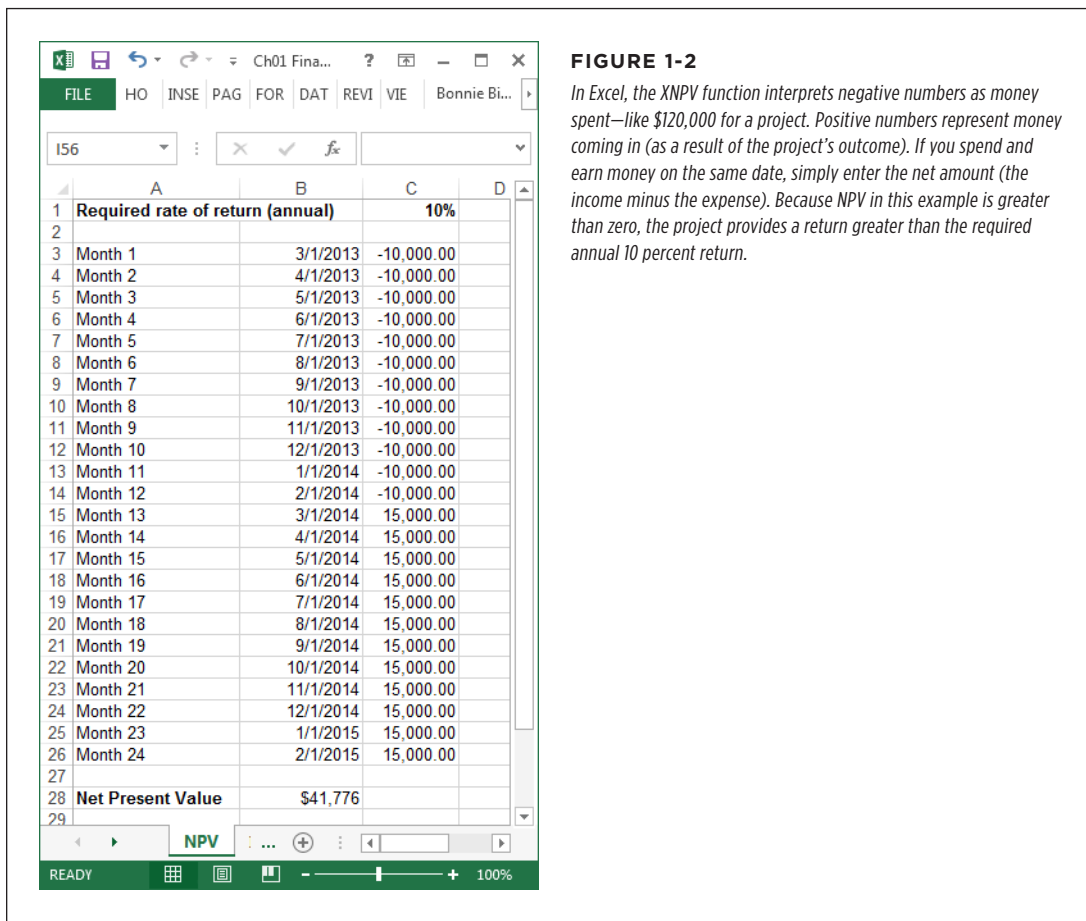 Ch01 Fina... ?
FILE HO INSE PAG FOR DAT REVI VIE Bonnie Bi...
I56 fx
A B C D
1 Required rate of return (annual) 10%
2
3 Month 1 3/1/2013 -10,000.00
4 Month 2 4/1/2013 -10,000.00
5 Month 3 5/1/2013 -10,000.00
6 Month 4 6/1/2013 -10,000.00
7 Month 5 7/1/2013 -10,000.00
8 Month 6 8/1/2013 -10,000.00
9 Month 7 9/1/2013 -10,000.00
10 Month 8 10/1/2013 -10,000.00
11 Month 9 11/1/2013 -10,000.00
12 Month 10 12/1/2013 -10,000.00
13 Month 11 1/1/2014 -10,000.00
14 Month 12 2/1/2014 -10,000.00
15 Month 13 3/1/2014 15,000.00
16 Month 14 4/1/2014 15,000.00
17 Month 15 5/1/2014 15,000.00
18 Month 16 6/1/2014 15,000.00
19 Month 17 7/1/2014 15,000.00
20 Month 18 8/1/2014 15,000.00
21 Month 19 9/1/2014 15,000.00
22 Month 20 10/1/2014 15,000.00
23 Month 21 11/1/2014 15,000.00
24 Month 22 12/1/2014 15,000.00
25 Month 23 1/1/2015 15,000.00
26 Month 24 2/1/2015 15,000.00
27
28 Net Present Value $41,776
29
NPV ...
READY 100%
FIGURE 1-2
In Excel, the XNPV function interprets negative numbers as money
spent—like $120,000 for a project. Positive numbers represent money
coming in (as a result of the project's outcome). If you spend and
earn money on the same date, simply enter the net amount (the
income minus the expense). Because NPV in this example is greater
than zero, the project provides a return greater than the required
annual 10 percent return.